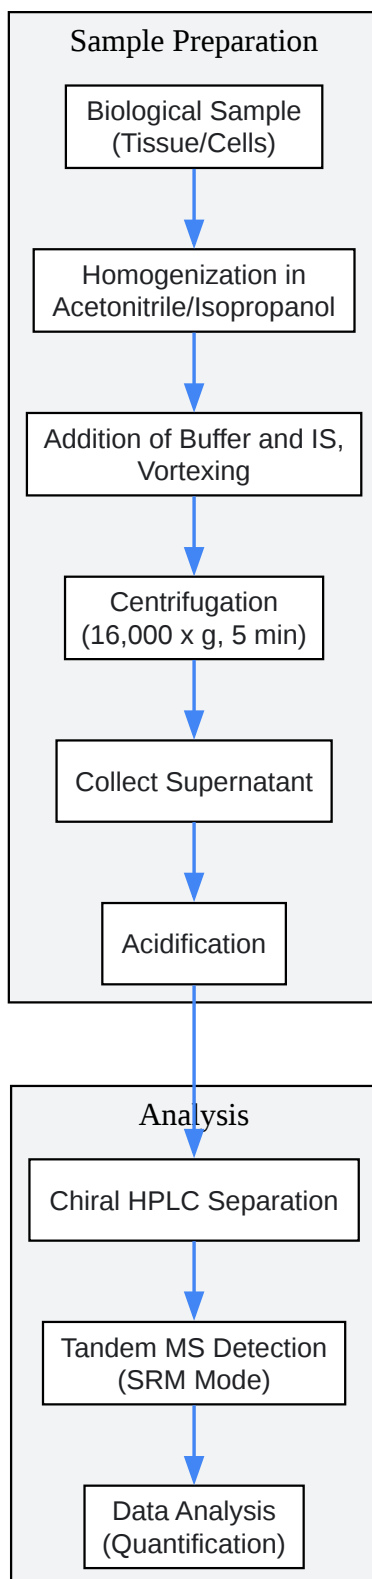 Sample Preparation
Biological Sample
(Tissue/Cells)
Homogenization in
Acetonitrile/Isopropanol
Addition of Buffer and IS,
Vortexing
Centrifugation
(16,000 x g, 5 min)
Collect Supernatant
Acidification
Analysis
Chiral HPLC Separation
Tandem MS Detection
(SRM Mode)
Data Analysis
(Quantification)